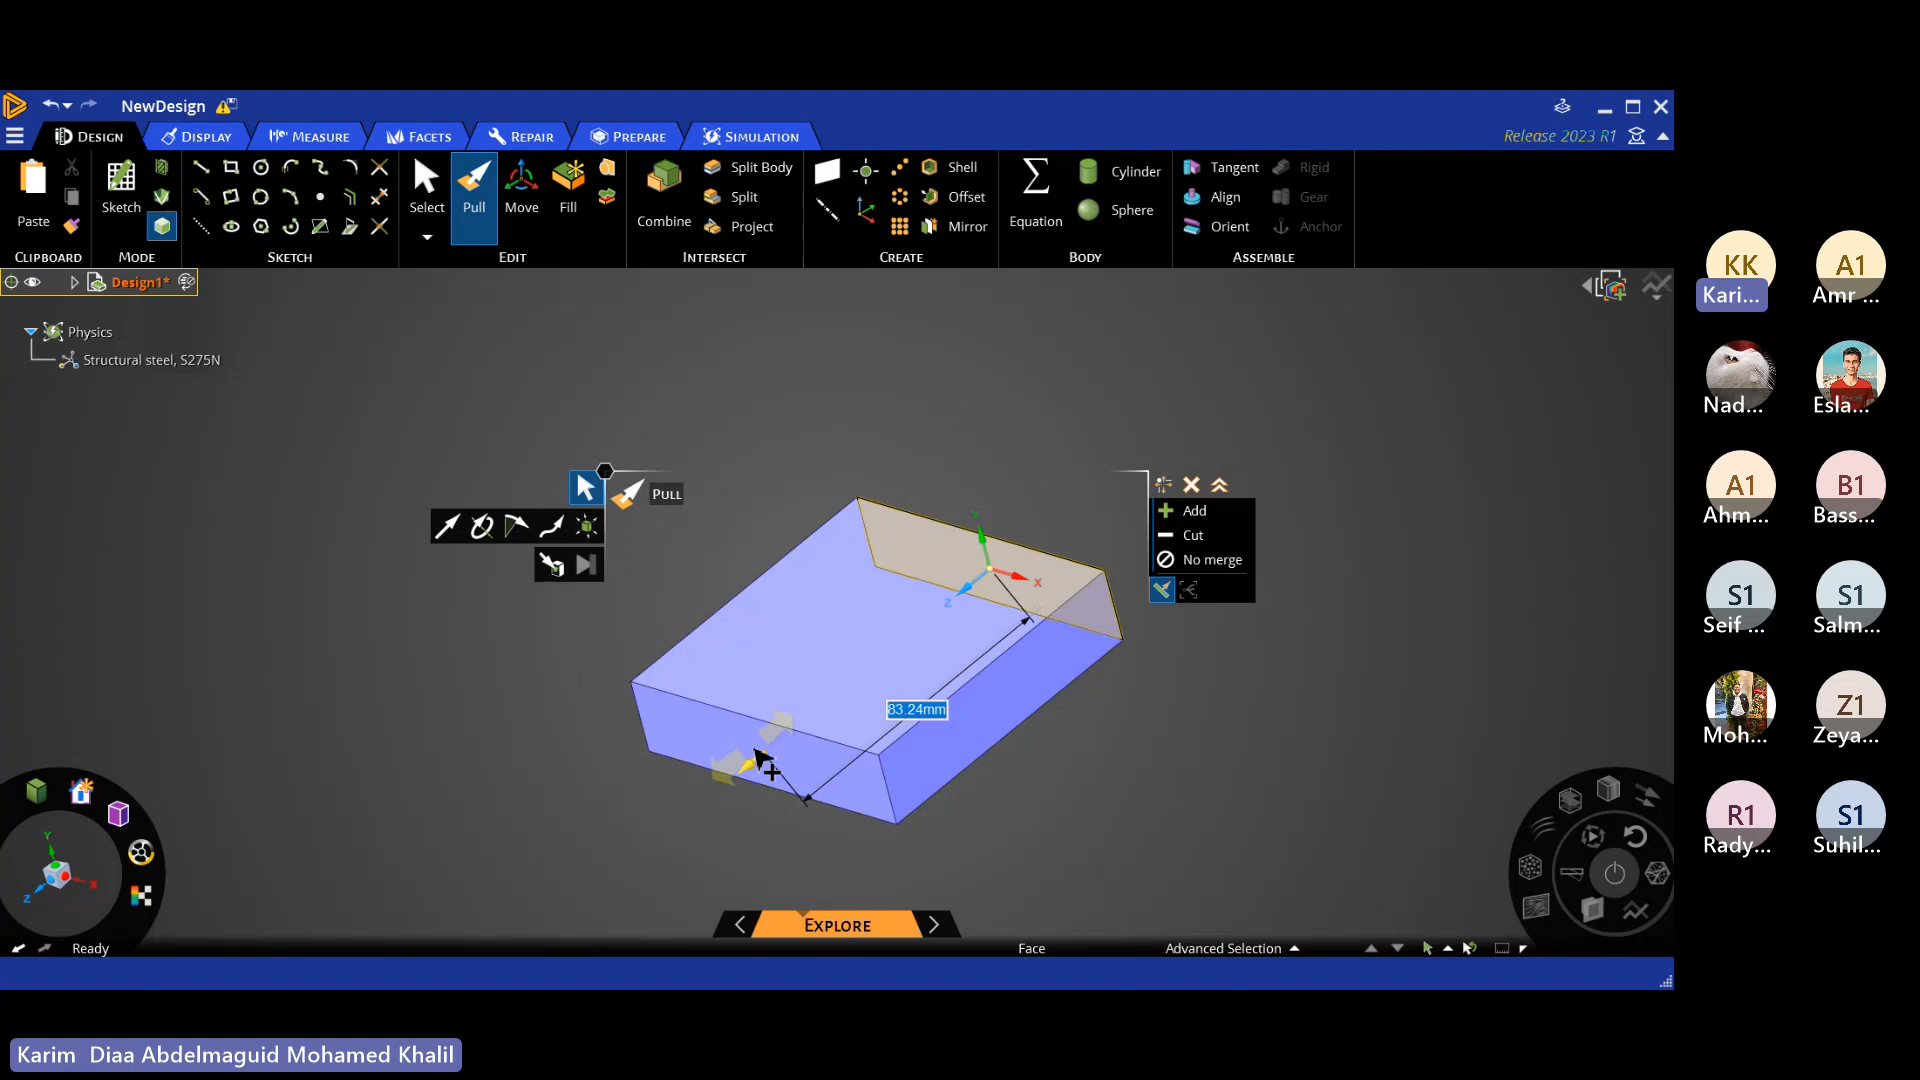 NewDesign
DESIGN
DISPLAY
MEASURE
FACETS
REPAIR
PREPARE
SIMULATION
Release 2023 R1
Paste
Sketch
Select
Pull
Move
Fill
Combine
Split Body
Split
Project
Shell
Offset
Mirror
Equation
Cylinder
Sphere
Tangent
Align
Orient
Rigid
Gear
Anchor
CLIPBOARD
MODE
SKETCH
EDIT
INTERSECT
CREATE
BODY
ASSEMBLE
Design1*
Physics
Structural steel, S275N
PULL
Add
Cut
No merge
Y
X
Z
83.24mm
Y
X
Z
EXPLORE
Ready
Face
Advanced Selection
KK
Kari...
A1
Amr ...
Nad...
Esla...
A1
Ahm...
B1
Bass...
S1
Seif ...
S1
Salm...
Moh...
Z1
Zeya...
R1
Rady...
S1
Suhil...
Karim Diaa Abdelmaguid Mohamed Khalil